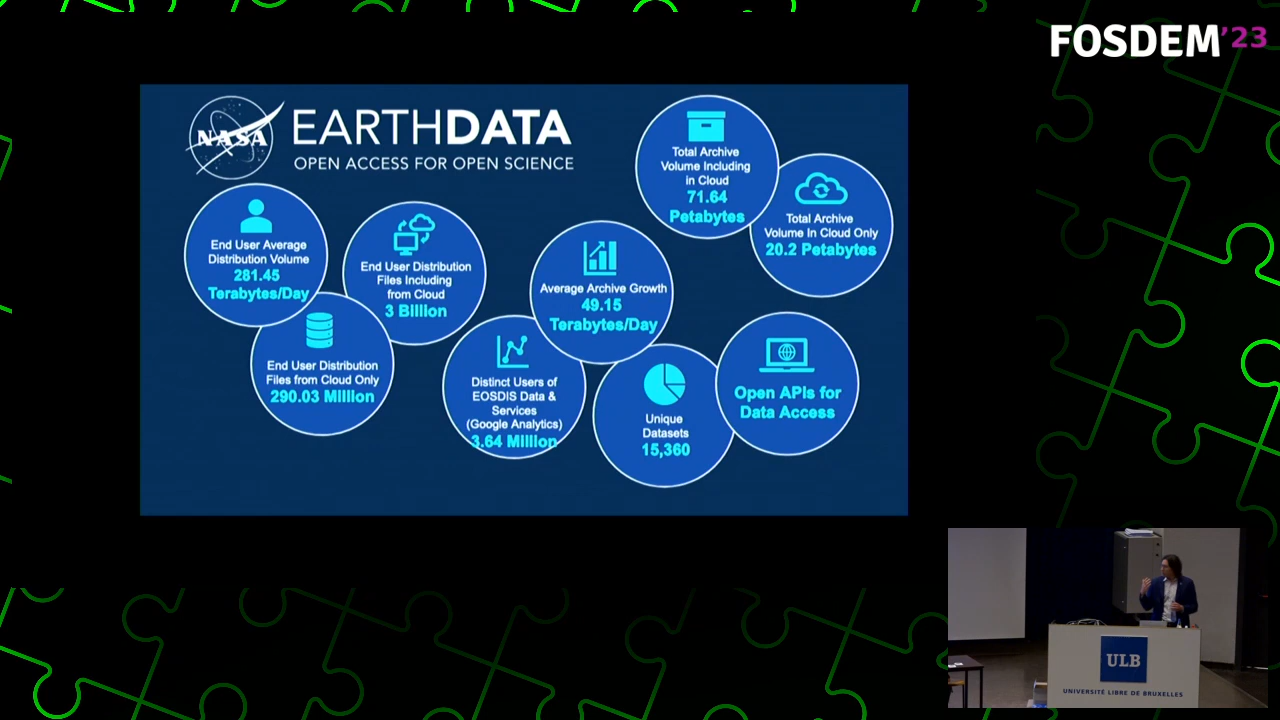 FOSDEM'23
NASA
EARTHDATA
OPEN ACCESS FOR OPEN SCIENCE
Total Archive
Volume Including
in Cloud
71.64
Petabytes
Total Archive
Volume In Cloud Only
20.2 Petabytes
End User Average
Distribution Volume
281.45
Terabytes/Day
End User Distribution
Files Including
from Cloud
3 Billion
Average Archive Growth
49.15
Terabytes/Day
End User Distribution
Files from Cloud Only
290.03 Million
Distinct Users of
EOSDIS Data &
Services
(Google Analytics)
3.64 Million
Unique
Datasets
15,360
Open APIs for
Data Access
ULB
UNIVERSITÉ LIBRE DE BRUXELLES